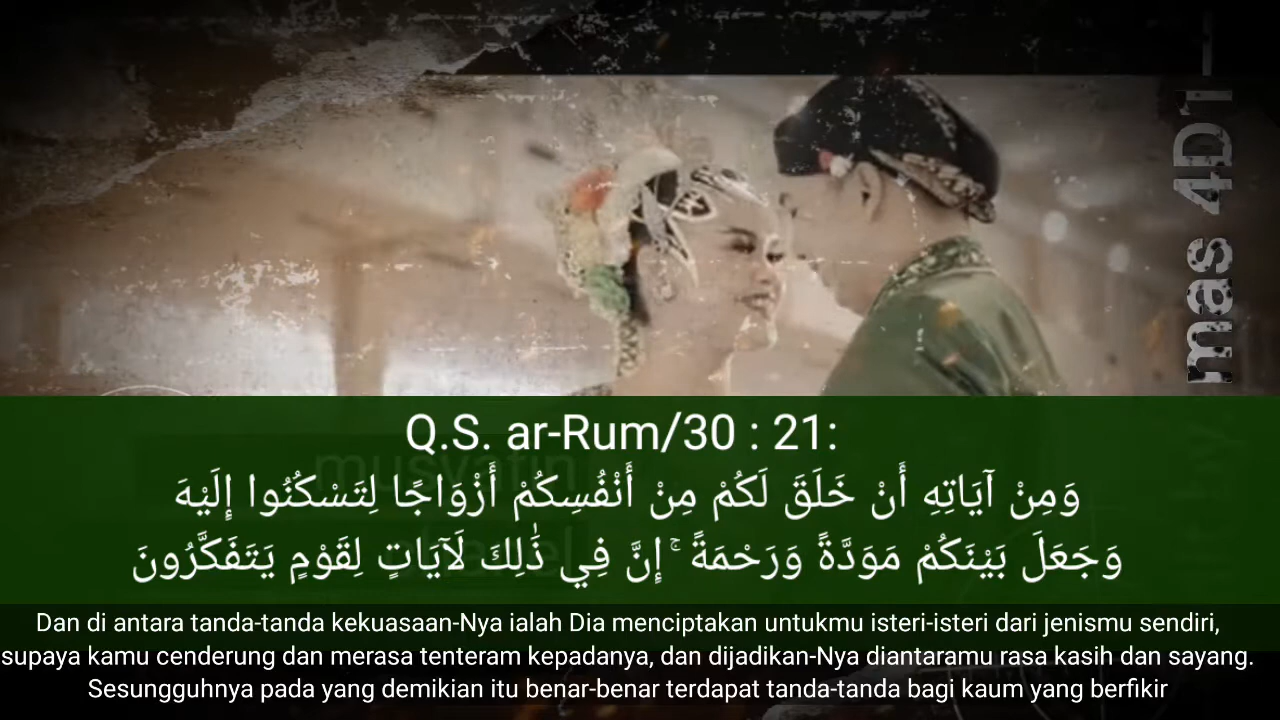 mas 4D1
Q.S. ar-Rum/30 : 21:
وَمِنْ آيَاتِهِ أَنْ خَلَقَ لَكُمْ مِنْ أَنْفُسِكُمْ أَزْوَاجًا لِتَسْكُنُوا إِلَيْهَ
وَجَعَلَ بَيْنَكُمْ مَوَدَّةً وَرَحْمَةً ۚ إِنَّ فِي ذَٰلِكَ لَآيَاتٍ لِقَوْمٍ يَتَفَكَّرُونَ
Dan di antara tanda-tanda kekuasaan-Nya ialah Dia menciptakan untukmu isteri-isteri dari jenismu sendiri,
supaya kamu cenderung dan merasa tenteram kepadanya, dan dijadikan-Nya diantaramu rasa kasih dan sayang.
Sesungguhnya pada yang demikian itu benar-benar terdapat tanda-tanda bagi kaum yang berfikir